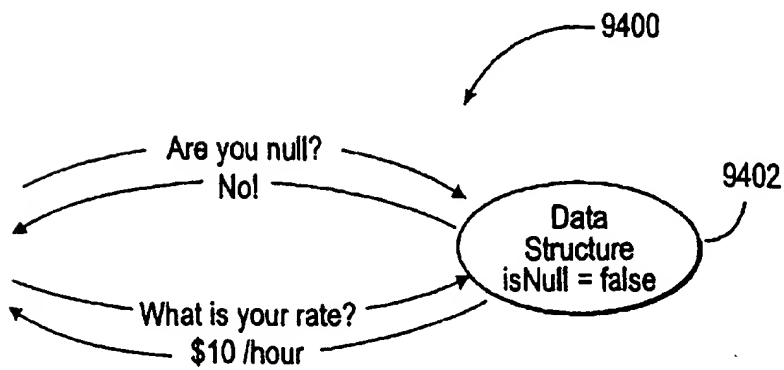 9400
Are you null?
No!
9402
Data
Structure
isNull = false
What is your rate?
$10 /hour